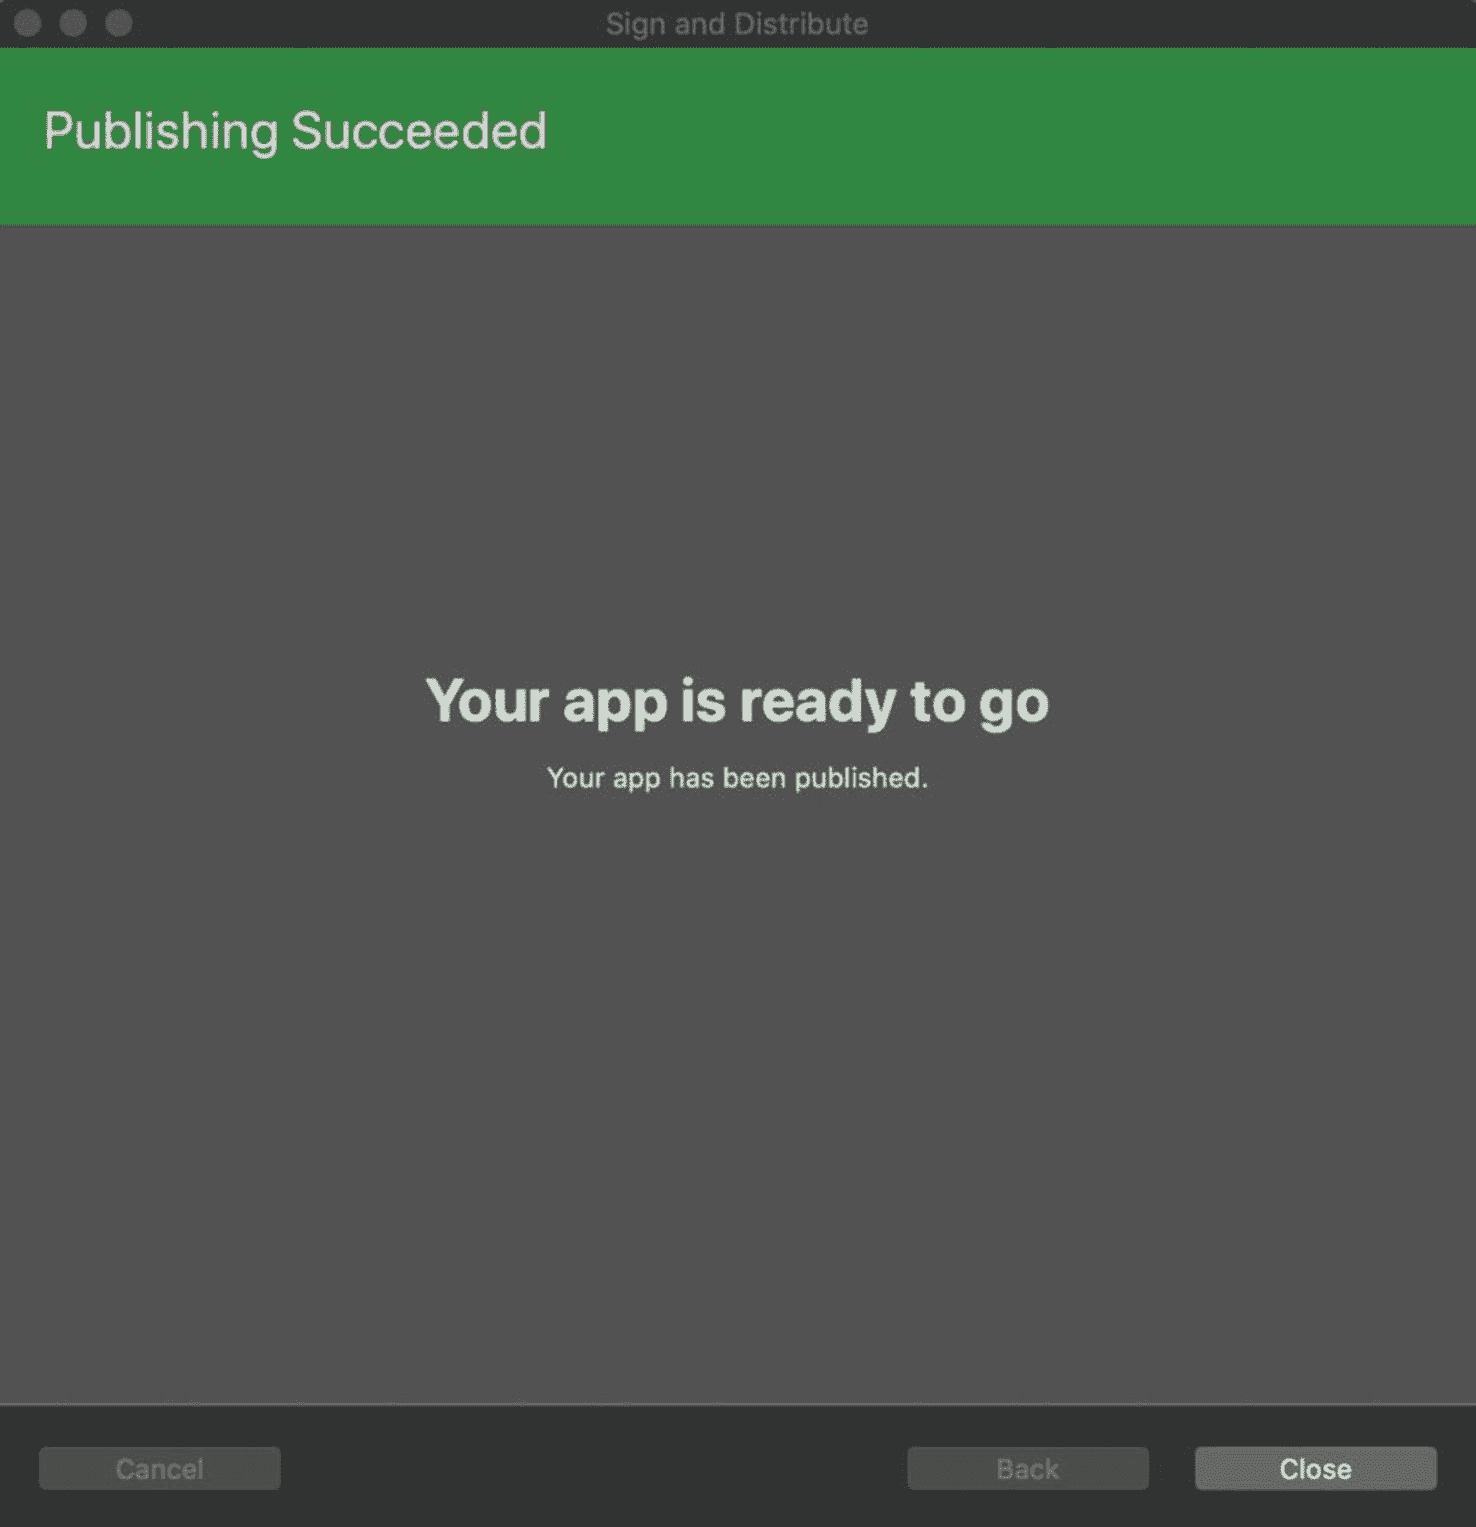 Sign and Distribute
Publishing Succeeded
Your app is ready to go
Your app has been published.
Cancel
Back
Close